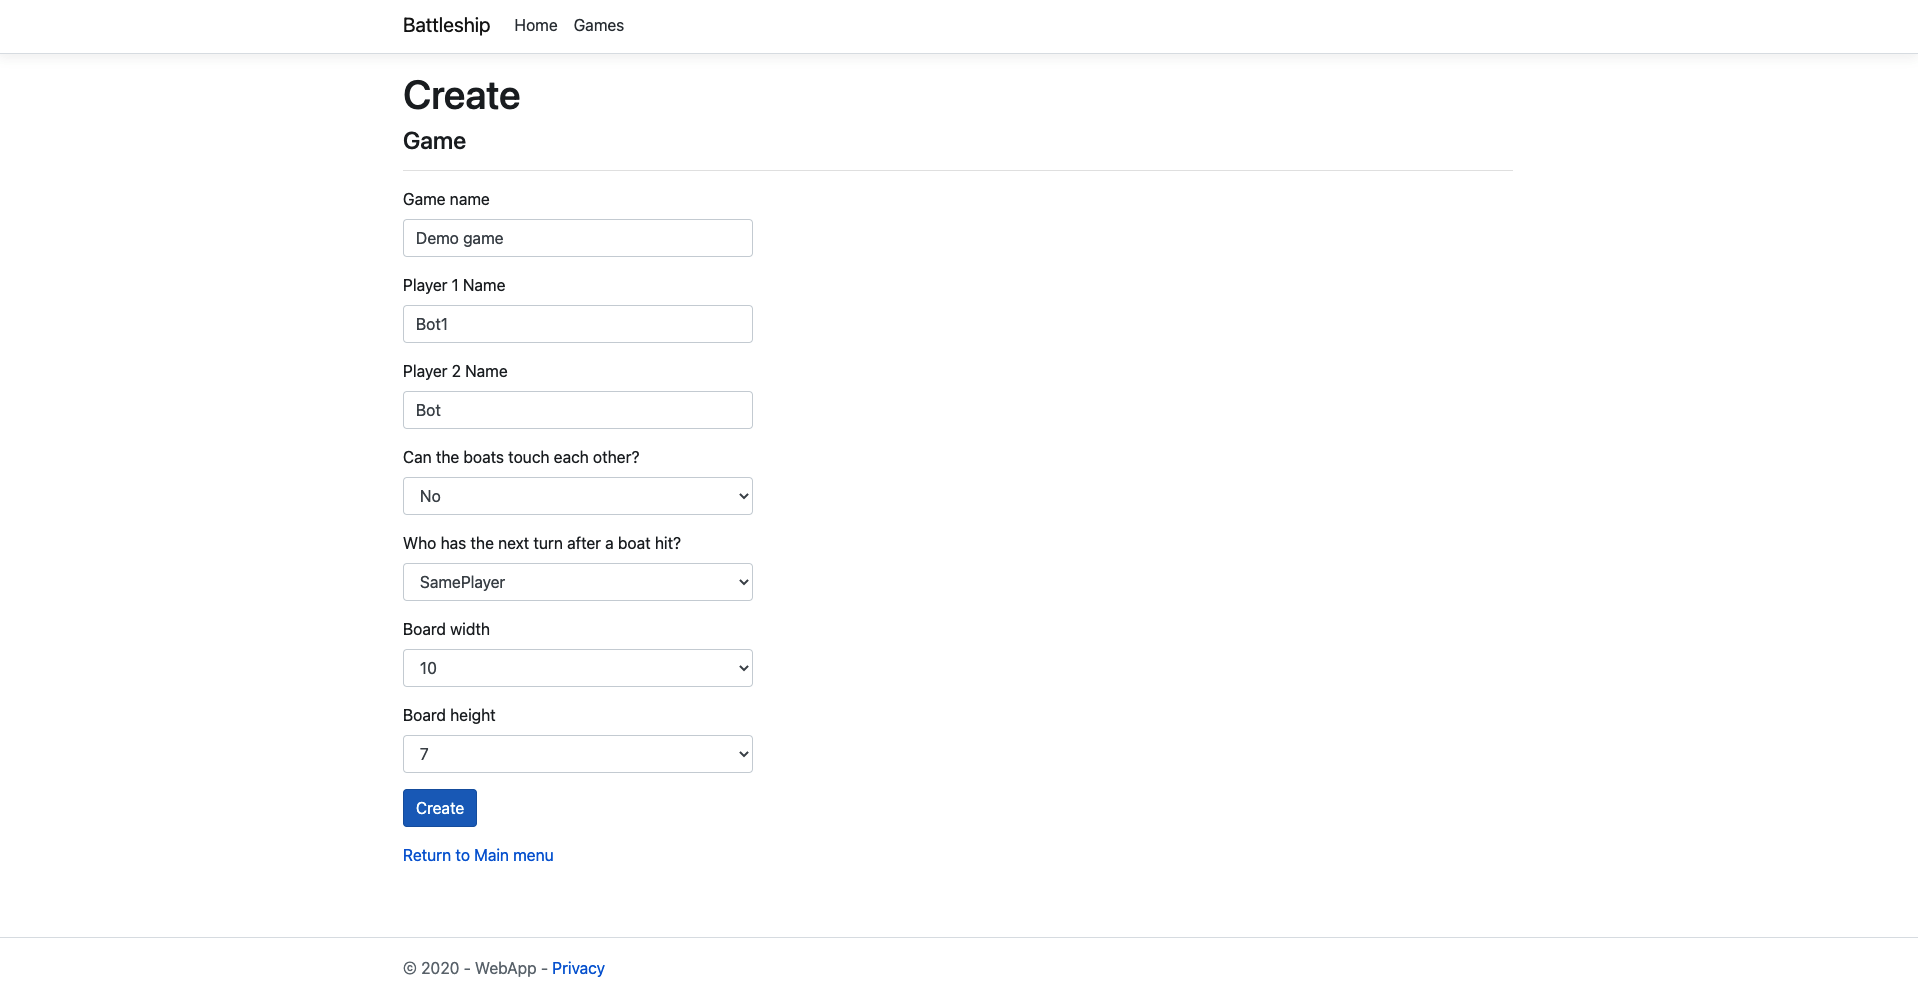 Battleship Home Games
Create
Game
Game name
Demo game
Player 1 Name
Bot1
Player 2 Name
Bot
Can the boats touch each other?
No
Who has the next turn after a boat hit?
SamePlayer
Board width
10
Board height
7
Create
Return to Main menu
© 2020 - WebApp - Privacy